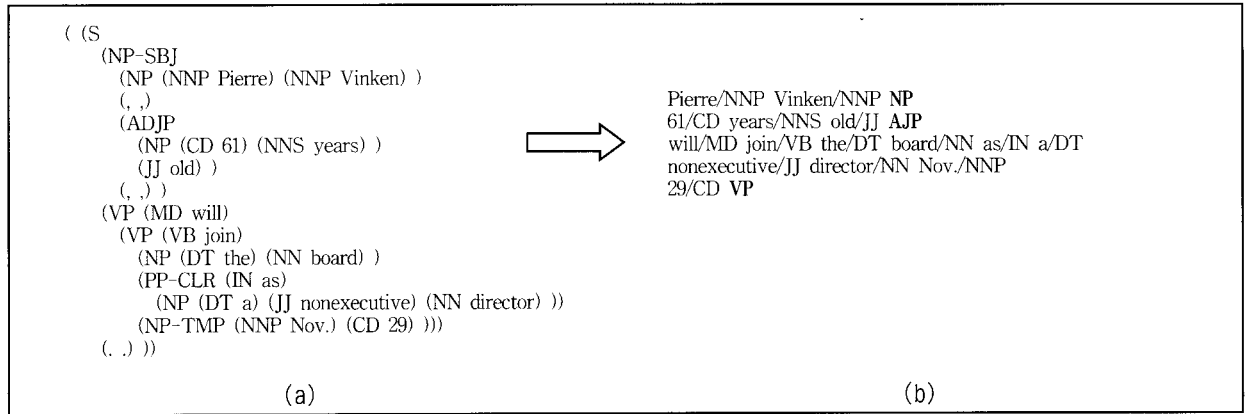 ( (S
(NP-SBJ
(NP (NNP Pierre) (NNP Vinken) )
(, ,)
(ADJP
(NP (CD 61) (NNS years) )
(JJ old) )
(, ,) )
(VP (MD will)
(VP (VB join)
(NP (DT the) (NN board) )
(PP-CLR (IN as)
(NP (DT a) (JJ nonexecutive) (NN director) ))
(NP-TMP (NNP Nov.) (CD 29) )))
(. .) ))
(a)
Pierre/NNP Vinken/NNP NP
61/CD years/NNS old/JJ AJP
will/MD join/VB the/DT board/NN as/IN a/DT
nonexecutive/JJ director/NN Nov./NNP
29/CD VP
(b)